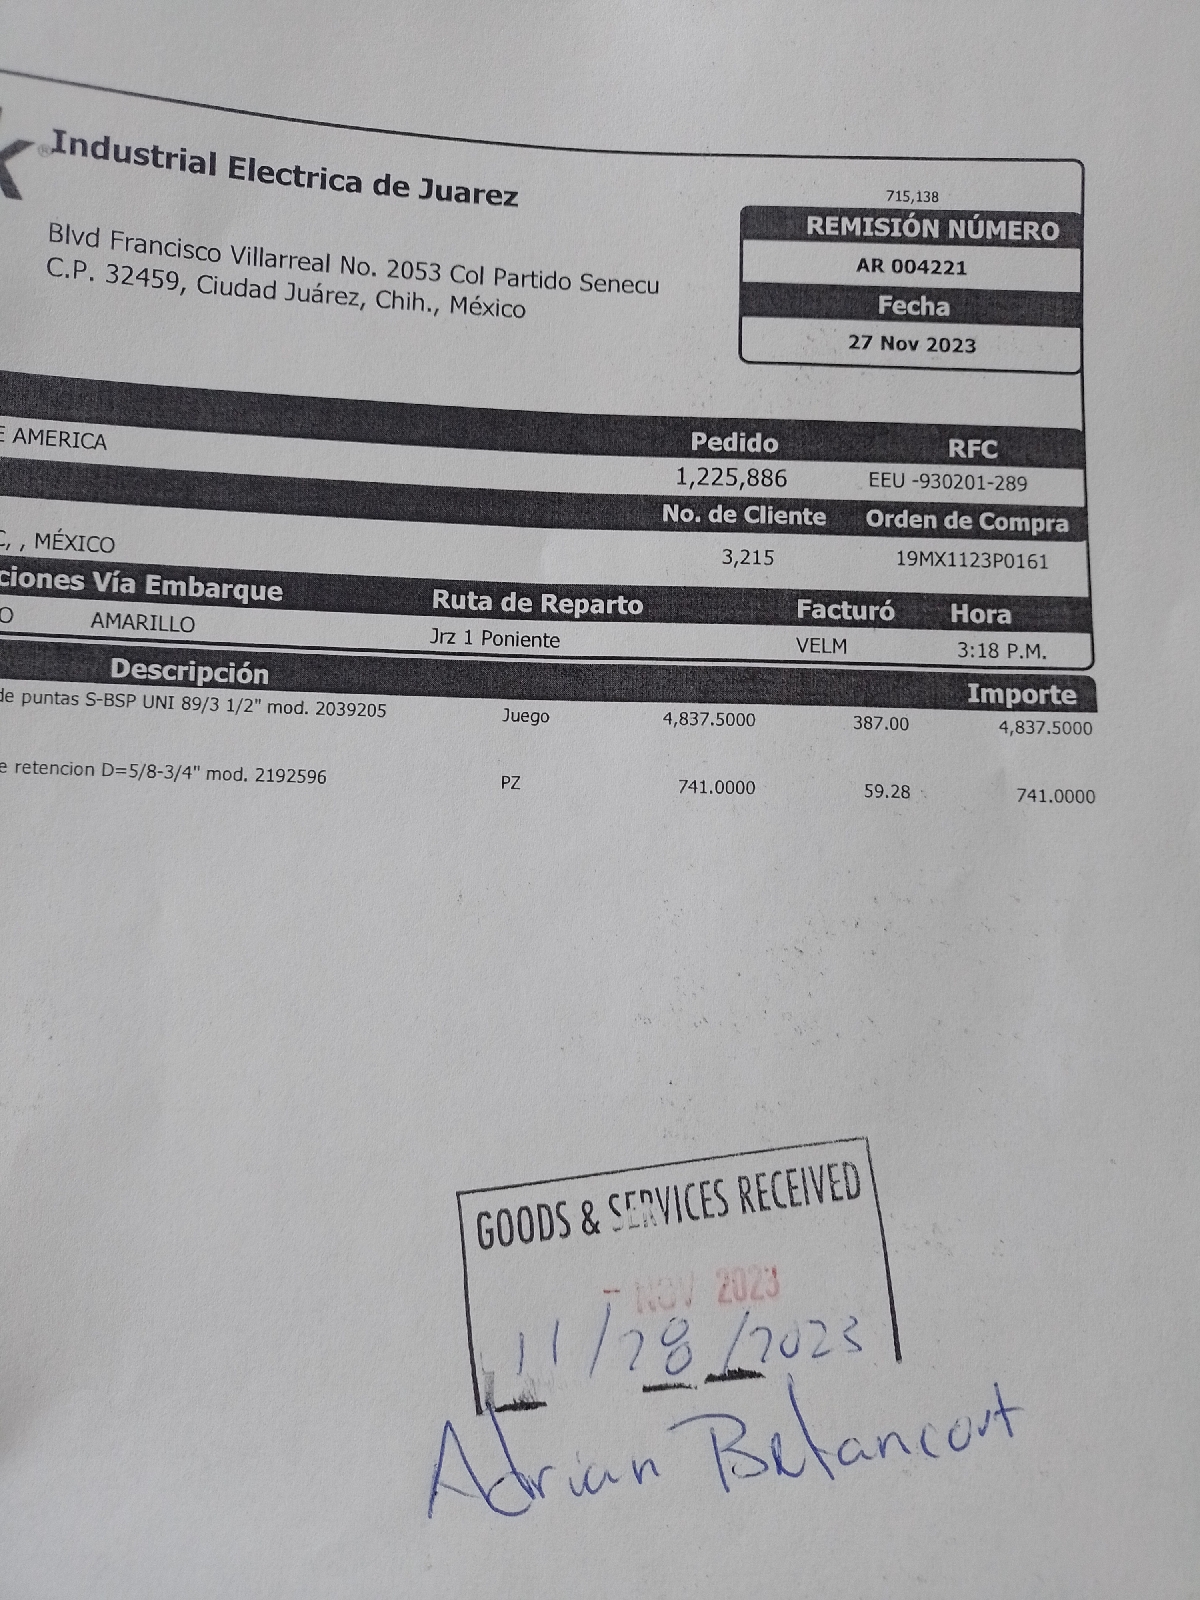 Industrial Electrica de Juarez
715,138
REMISIÓN NÚMERO
AR 004221
Fecha
27 Nov 2023
Blvd Francisco Villarreal No. 2053 Col Partido Senecu
C.P. 32459, Ciudad Juárez, Chih., México
Pedido RFC
E AMERICA 1,225,886 EEU -930201-289
No. de Cliente Orden de Compra
C, , MÉXICO 3,215 19MX1123P0161
ciones Vía Embarque Ruta de Reparto Facturó Hora
O AMARILLO Jrz 1 Poniente VELM 3:18 P.M.
Descripción Importe
de puntas S-BSP UNI 89/3 1/2" mod. 2039205 Juego 4,837.5000 387.00 4,837.5000
e retencion D=5/8-3/4" mod. 2192596 PZ 741.0000 59.28 741.0000
GOODS & SERVICES RECEIVED
- NOV 2023
11/28/2023
Adrian Betancourt